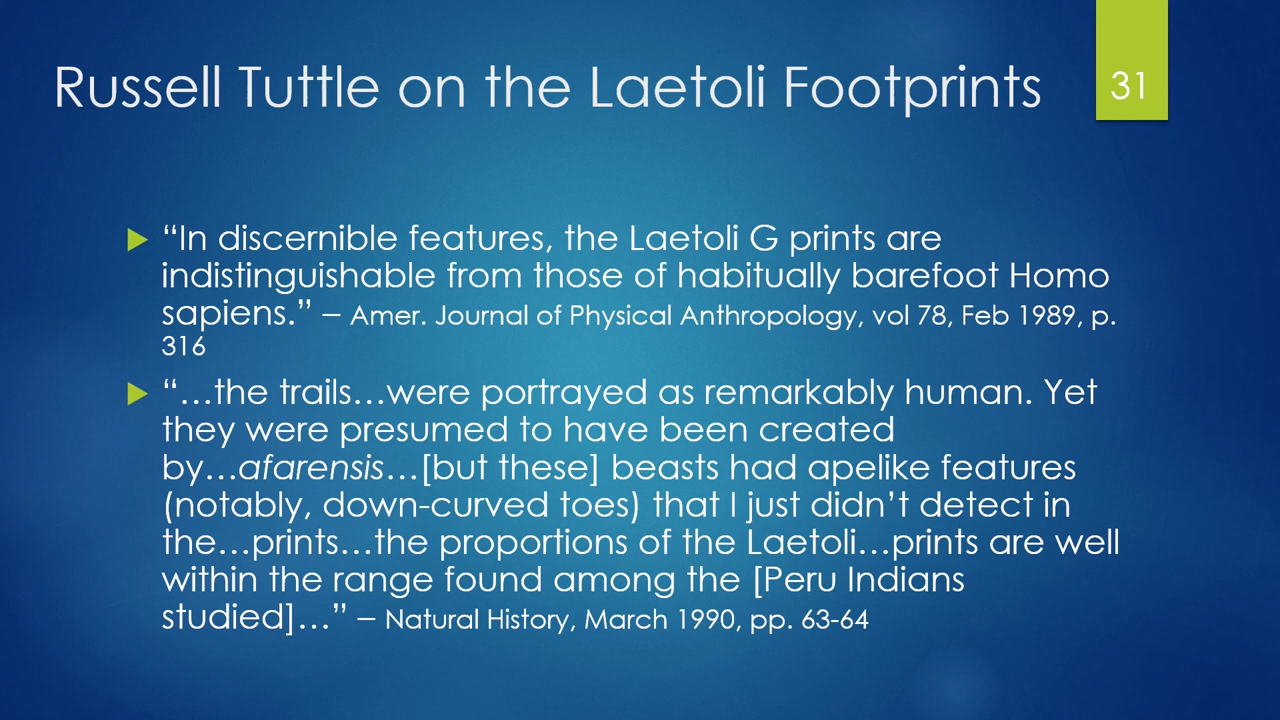 Russell Tuttle on the Laetoli Footprints
31
“In discernible features, the Laetoli G prints are
indistinguishable from those of habitually barefoot Homo
sapiens.” – Amer. Journal of Physical Anthropology, vol 78, Feb 1989, p.
316
“…the trails…were portrayed as remarkably human. Yet
they were presumed to have been created
by…afarensis…[but these] beasts had apelike features
(notably, down-curved toes) that I just didn’t detect in
the…prints…the proportions of the Laetoli…prints are well
within the range found among the [Peru Indians
studied]…” – Natural History, March 1990, pp. 63-64